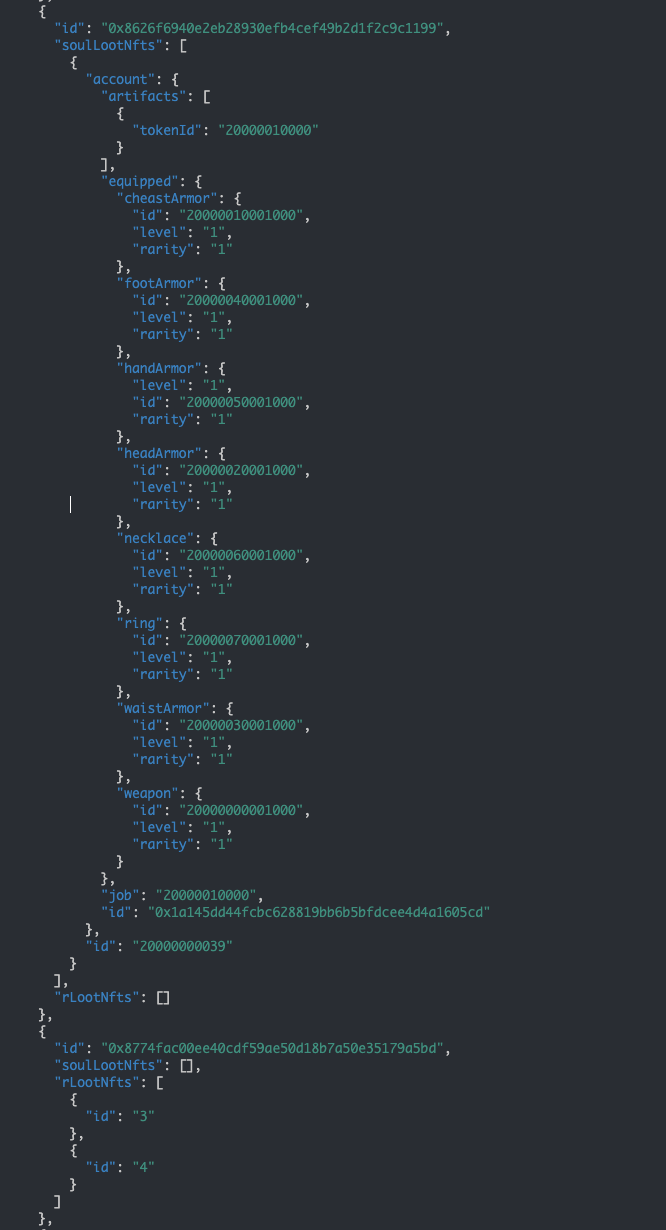 },
{
"id": "0x8626f6940e2eb28930efb4cef49b2d1f2c9c1199",
"soulLootNfts": [
{
"account": {
"artifacts": [
{
"tokenId": "20000010000"
}
],
"equipped": {
"cheastArmor": {
"id": "20000010001000",
"level": "1",
"rarity": "1"
},
"footArmor": {
"id": "20000040001000",
"level": "1",
"rarity": "1"
},
"handArmor": {
"level": "1",
"id": "20000050001000",
"rarity": "1"
},
"headArmor": {
"id": "20000020001000",
"level": "1",
"rarity": "1"
},
"necklace": {
"id": "20000060001000",
"level": "1",
"rarity": "1"
},
"ring": {
"id": "20000070001000",
"level": "1",
"rarity": "1"
},
"waistArmor": {
"id": "20000030001000",
"level": "1",
"rarity": "1"
},
"weapon": {
"id": "20000000001000",
"level": "1",
"rarity": "1"
}
},
"job": "20000010000",
"id": "0x1a145dd44fcbc628819bb6b5bfdcee4d4a1605cd"
},
"id": "20000000039"
}
],
"rLootNfts": []
},
{
"id": "0x8774fac00ee40cdf59ae50d18b7a50e35179a5bd",
"soulLootNfts": [],
"rLootNfts": [
{
"id": "3"
},
{
"id": "4"
}
]
},